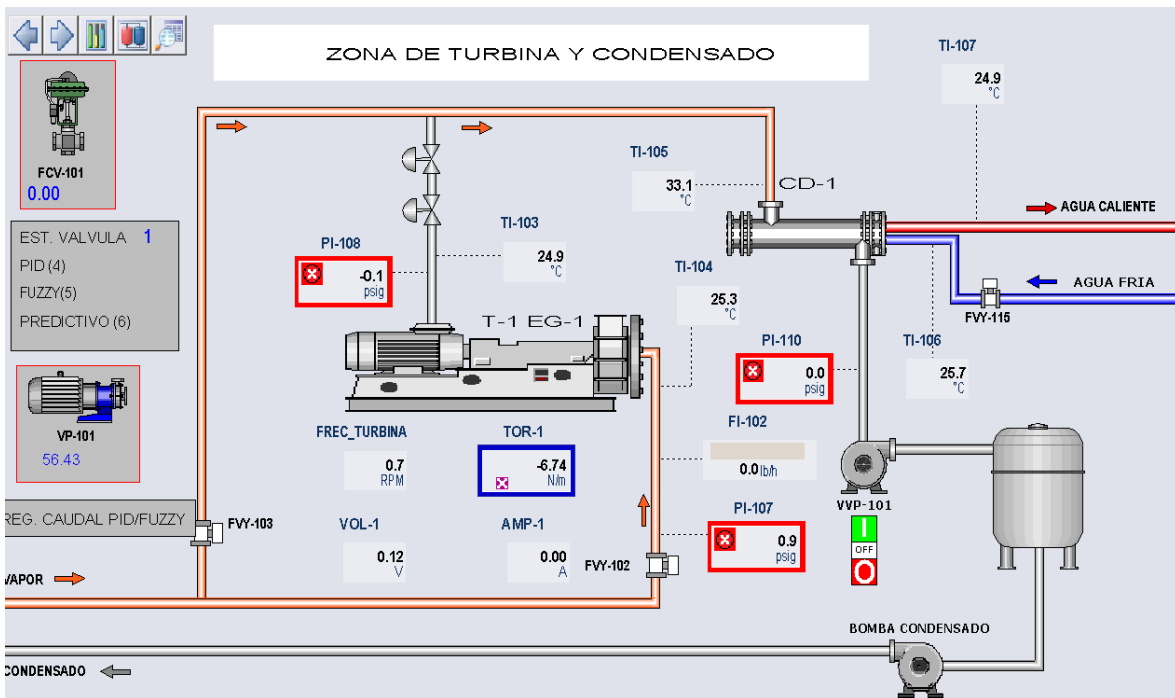 ZONA DE TURBINA Y CONDENSADO
TI-107
24.9
°C
FCV-101
0.00
EST. VALVULA 1
PID (4)
FUZZY(5)
PREDICTIVO (6)
VP-101
56.43
REG. CAUDAL PID/FUZZY
FVY-103
VAPOR
CONDENSADO
PI-108
-0.1
psig
TI-103
24.9
°C
TI-105
33.1
°C
CD-1
AGUA CALIENTE
AGUA FRIA
FVY-115
TI-104
25.3
°C
T-1 EG-1
PI-110
0.0
psig
TI-106
25.7
°C
FREC_TURBINA
0.7
RPM
TOR-1
-6.74
N/m
FI-102
0.0 lb/h
VOL-1
0.12
V
AMP-1
0.00
A
FVY-102
PI-107
0.9
psig
VVP-101
I
OFF
O
BOMBA CONDENSADO